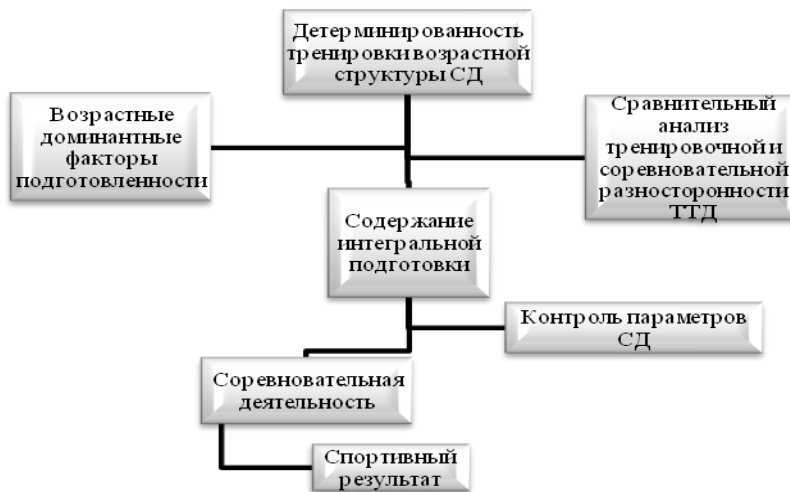 Детерминированность
тренировки возрастной
структуры СД
Возрастные
доминантные
факторы
подготовленности
Сравнительный
анализ
тренировочной и
соревновательной
разносторонности
ТТД
Содержание
интегральной
подготовки
Контроль параметров
СД
Соревновательная
деятельность
Спортивный
результат